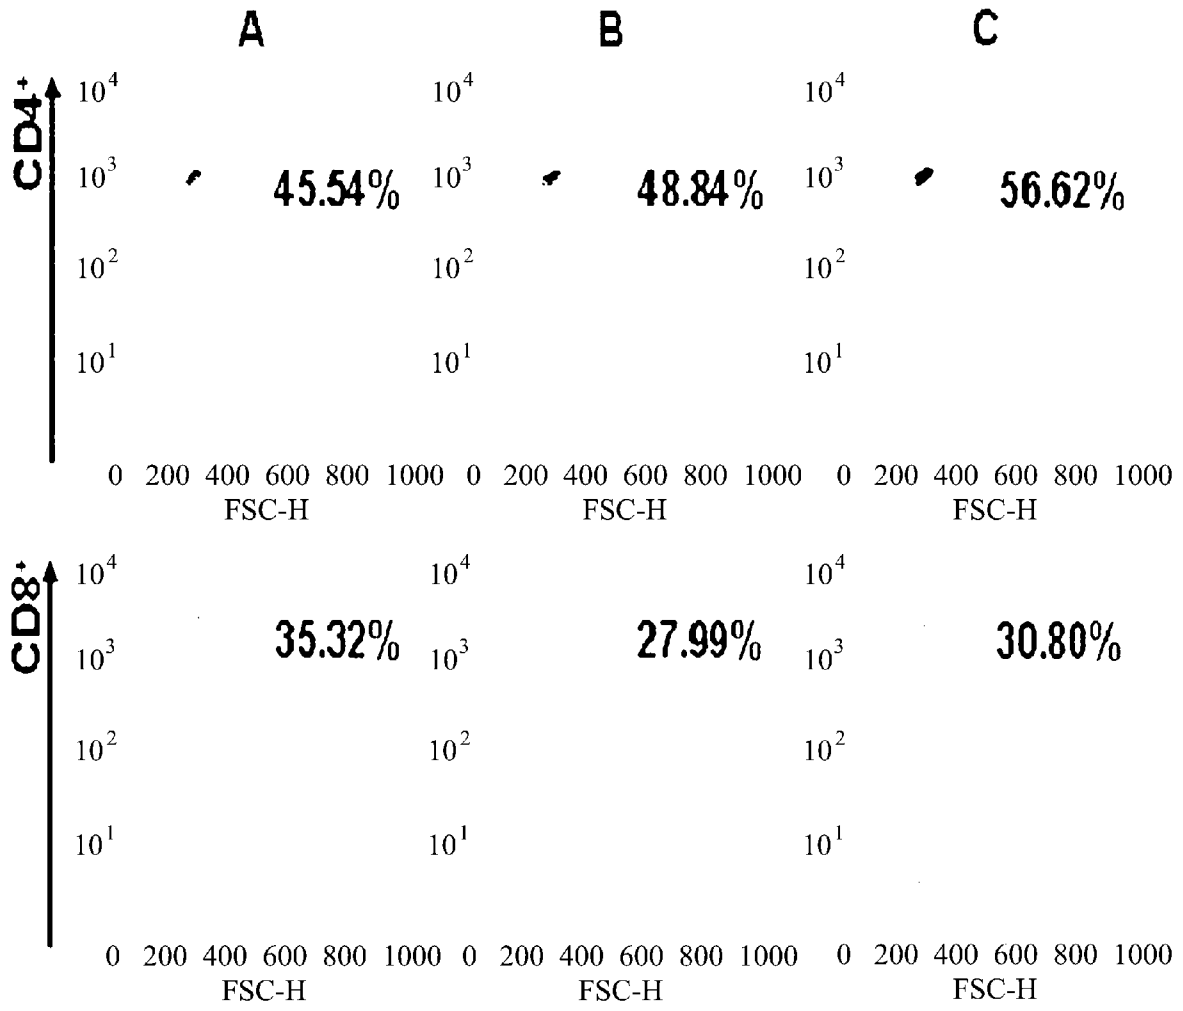 A B C
CD4+
10^4 10^4 10^4
10^3 45.54% 10^3 48.84% 10^3 56.62%
10^2 10^2 10^2
10^1 10^1 10^1
0 200 400 600 800 1000 0 200 400 600 800 1000 0 200 400 600 800 1000
FSC-H FSC-H FSC-H
CD8+
10^4 10^4 10^4
10^3 35.32% 10^3 27.99% 10^3 30.80%
10^2 10^2 10^2
10^1 10^1 10^1
0 200 400 600 800 1000 0 200 400 600 800 1000 0 200 400 600 800 1000
FSC-H FSC-H FSC-H